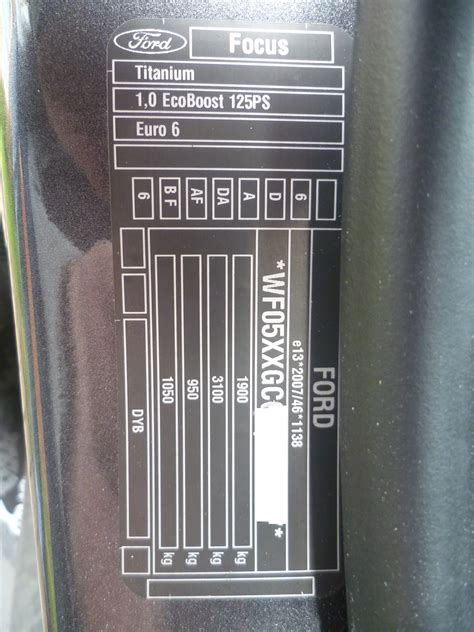 Ford
Focus
Titanium
1,0 EcoBoost 125PS
Euro 6
6 BF AF DA A D 6
FORD
e13*2007/46*1138
*WF05XXGC *
1900 kg
3100 kg
950 kg
1050 kg
DYB